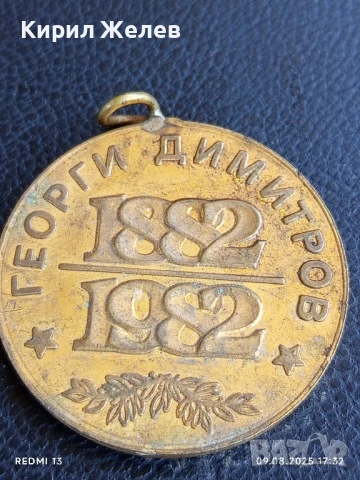 Кирил Желев
ГЕОРГИ ДИМИТРОВ
1882
1982
REDMI 13
09.08.2025 17:32